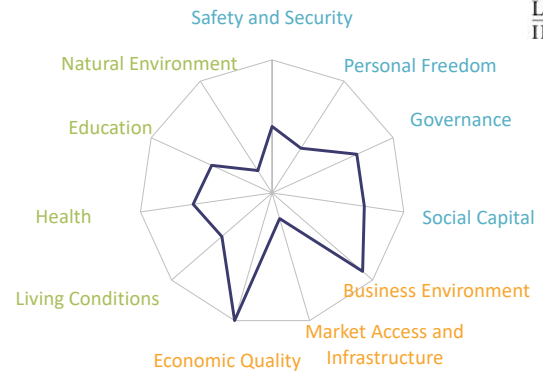 Safety and Security
L
Natural Environment
Personal Freedom
Education
Governance
Health
Social Capital
Business Environment
Living Conditions
Market Access and
Infrastructure
Economic Quality